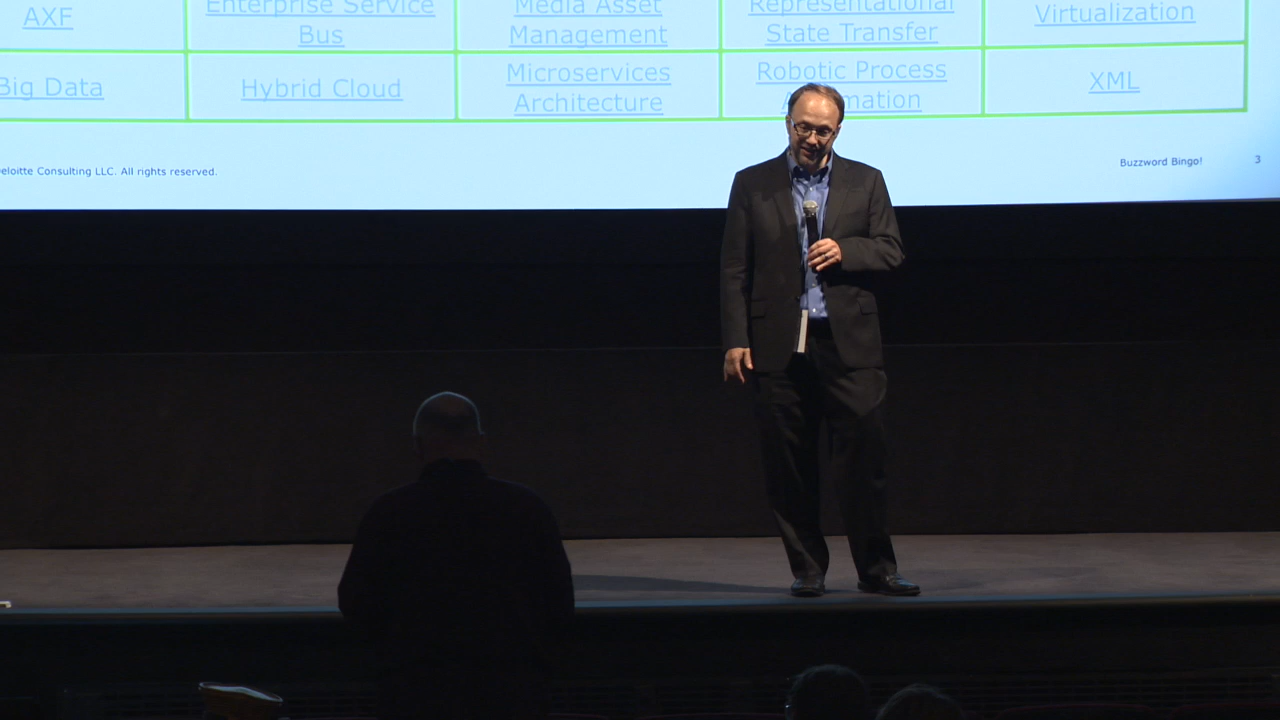 AXF
Enterprise Service
Bus
Media Asset
Management
Representational
State Transfer
Virtualization
Big Data
Hybrid Cloud
Microservices
Architecture
Robotic Process
XML
Deloitte Consulting LLC. All rights reserved.
Buzzword Bingo!
3